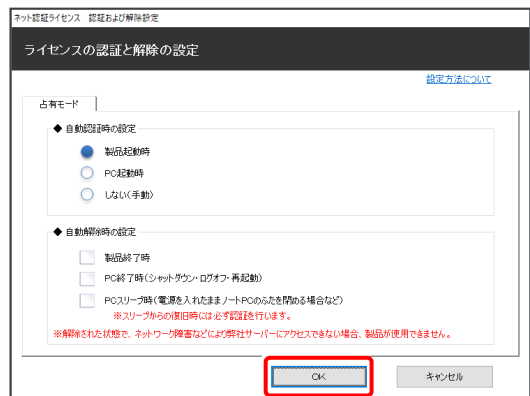 ネット認証ライセンス 認証および解除設定
ライセンスの認証と解除の設定
設定方法について
占有モード
◆ 自動認証時の設定
製品起動時
PC起動時
しない(手動)
◆ 自動解除時の設定
製品終了時
PC終了時(シャットダウン・ログオフ・再起動)
PCスリープ時(電源を入れたままノートPCのふたを閉める場合など)
※スリープからの復旧時には必ず認証を行います。
※解除された状態で、ネットワーク障害などにより弊社サーバーにアクセスできない場合、製品が使用できません。
OK
キャンセル